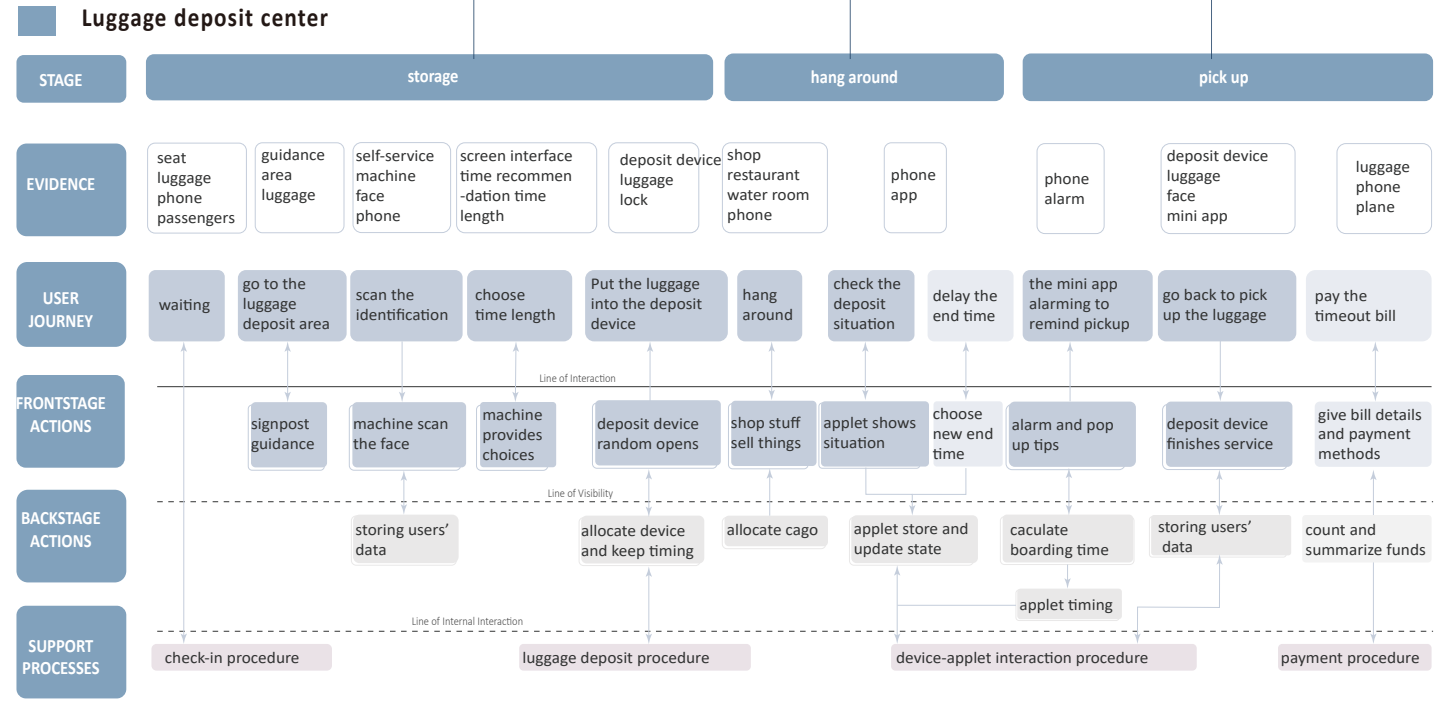 Luggage deposit center
STAGE
storage
hang around
pick up
EVIDENCE
seat
luggage
phone
passengers
guidance
area
luggage
self-service
machine
face
phone
screen interface
time recommen
-dation time
length
deposit device
luggage
lock
shop
restaurant
water room
phone
phone
app
phone
alarm
deposit device
luggage
face
mini app
luggage
phone
plane
USER
JOURNEY
waiting
go to the
luggage
deposit area
scan the
identification
choose
time length
Put the luggage
into the deposit
device
hang
around
check the
deposit
situation
delay the
end time
the mini app
alarming to
remind pickup
go back to pick
up the luggage
pay the
timeout bill
Line of Interaction
FRONTSTAGE
ACTIONS
signpost
guidance
machine scan
the face
machine
provides
choices
deposit device
random opens
shop stuff
sell things
applet shows
situation
choose
new end
time
alarm and pop
up tips
deposit device
finishes service
give bill details
and payment
methods
Line of Visibility
BACKSTAGE
ACTIONS
storing users’
data
allocate device
and keep timing
allocate cago
applet store and
update state
caculate
boarding time
storing users’
data
count and
summarize funds
applet timing
Line of Internal Interaction
SUPPORT
PROCESSES
check-in procedure
luggage deposit procedure
device-applet interaction procedure
payment procedure